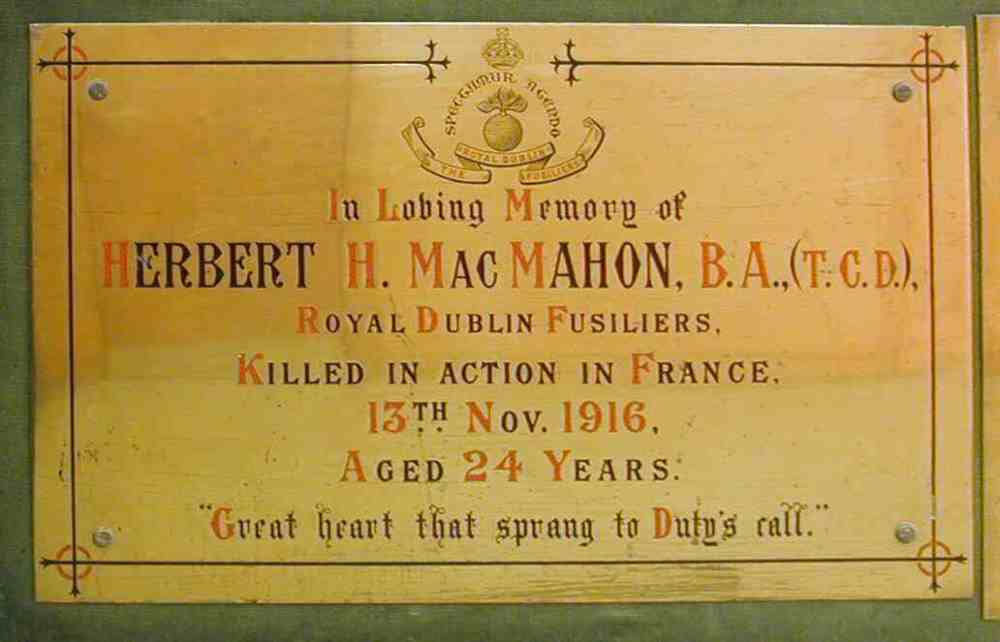 SPECTAMUR AGENDO
ROYAL DUBLIN
THE FUSILIERS
In Loving Memory of
HERBERT H. MACMAHON, B.A.,(T.C.D.),
ROYAL DUBLIN FUSILIERS,
KILLED IN ACTION IN FRANCE,
13TH. NOV. 1916,
AGED 24 YEARS.
"Great heart that sprang to Duty's call."